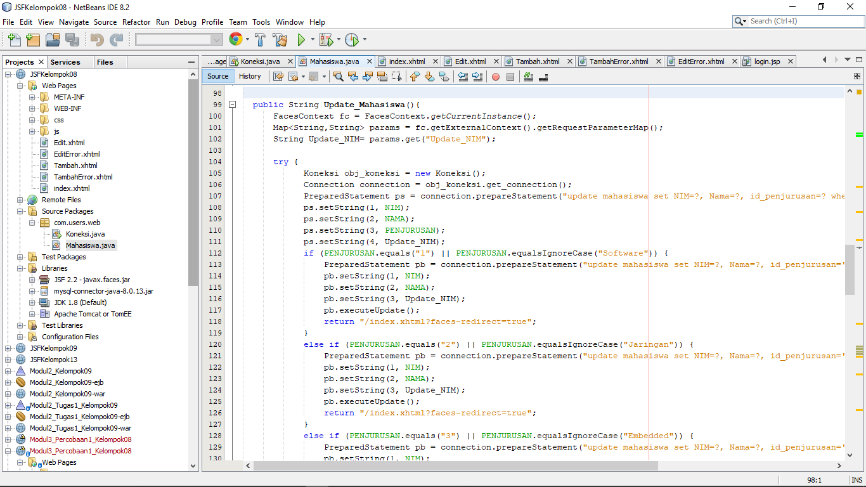 JSFKelompok08 - NetBeans IDE 8.2
File Edit View Navigate Source Refactor Run Debug Profile Team Tools Window Help
Search (Ctrl+I)
Projects Services Files
JSFKelompok08
Web Pages
META-INF
WEB-INF
css
js
Edit.xhtml
EditError.xhtml
Tambah.xhtml
TambahError.xhtml
index.xhtml
Remote Files
Source Packages
com.users.web
Koneksi.java
Mahasiswa.java
Test Packages
Libraries
JSF 2.2 - javax.faces.jar
mysql-connector-java-8.0.13.jar
JDK 1.8 (Default)
Apache Tomcat or TomEE
Test Libraries
Configuration Files
JSFKelompok09
JSFKelompok13
Modul2_Kelompok09
Modul2_Kelompok09-ejb
Modul2_Kelompok09-war
Modul2_Tugas1_Kelompok09
Modul2_Tugas1_Kelompok09-ejb
Modul2_Tugas1_Kelompok09-war
Modul3_Percobaan1_Kelompok08
Modul3_Percobaan1_Kelompok08
Web Pages
...age Koneksi.java Mahasiswa.java index.xhtml Edit.xhtml Tambah.xhtml TambahError.xhtml EditError.xhtml login.jsp
Source History
98
99 public String Update_Mahasiswa(){
100 FacesContext fc = FacesContext.getCurrentInstance();
101 Map<String,String> params = fc.getExternalContext().getRequestParameterMap();
102 String Update_NIM= params.get("Update_NIM");
103
104 try {
105 Koneksi obj_koneksi = new Koneksi();
106 Connection connection = obj_koneksi.get_connection();
107 PreparedStatement ps = connection.prepareStatement("update mahasiswa set NIM=?, Nama=?, id_penjurusan=? whe
108 ps.setString(1, NIM);
109 ps.setString(2, NAMA);
110 ps.setString(3, PENJURUSAN);
111 ps.setString(4, Update_NIM);
112 if (PENJURUSAN.equals("1") || PENJURUSAN.equalsIgnoreCase("Software")) {
113 PreparedStatement pb = connection.prepareStatement("update mahasiswa set NIM=?, Nama=?, id_penjurusan='
114 pb.setString(1, NIM);
115 pb.setString(2, NAMA);
116 pb.setString(3, Update_NIM);
117 pb.executeUpdate();
118 return "/index.xhtml?faces-redirect=true";
119 }
120 else if (PENJURUSAN.equals("2") || PENJURUSAN.equalsIgnoreCase("Jaringan")) {
121 PreparedStatement pb = connection.prepareStatement("update mahasiswa set NIM=?, Nama=?, id_penjurusan='
122 pb.setString(1, NIM);
123 pb.setString(2, NAMA);
124 pb.setString(3, Update_NIM);
125 pb.executeUpdate();
126 return "/index.xhtml?faces-redirect=true";
127 }
128 else if (PENJURUSAN.equals("3") || PENJURUSAN.equalsIgnoreCase("Embedded")) {
129 PreparedStatement pb = connection.prepareStatement("update mahasiswa set NIM=?, Nama=?, id_penjurusan='
130 pb.setString(1, NIM);
98:1 INS